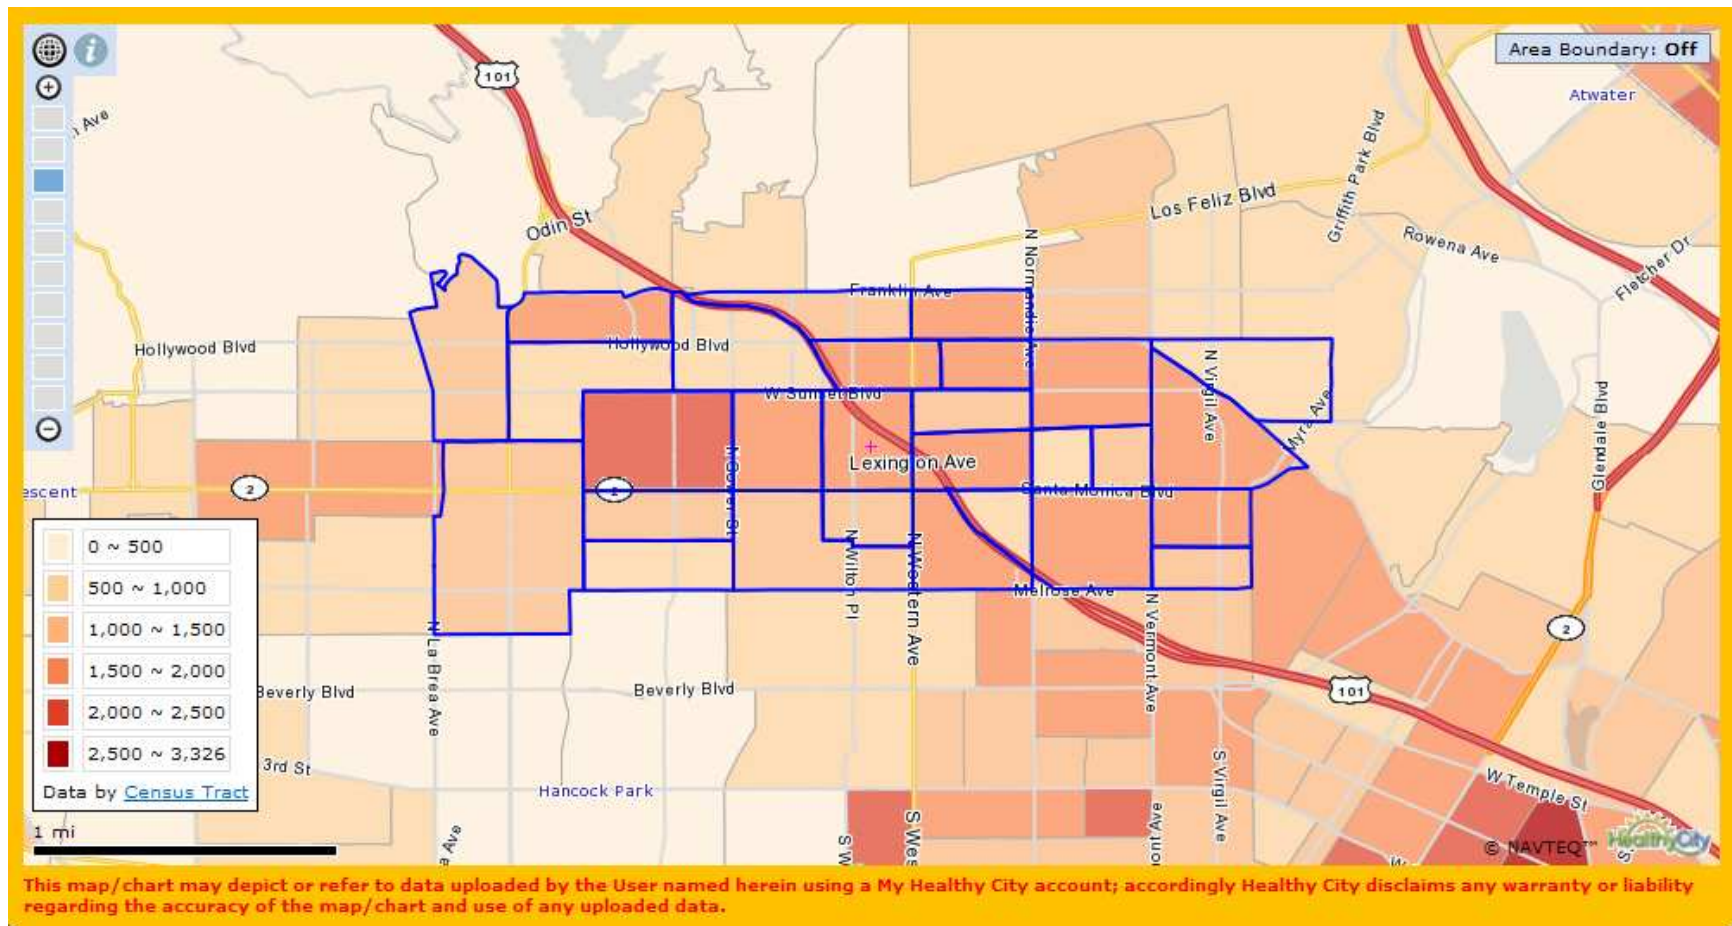 Area Boundary: Off
101
Atwater
Ave
Griffith Park Blvd
Los Feliz Blvd
Odin St
Rowena Ave
N Normandie Ave
Fletcher Dr
Franklin Ave
Hollywood Blvd
Hollywood Blvd
N Virgil Ave
W Sunset Blvd
Myra Ave
Glendale Blvd
N Gower St
Lexington Ave
2
escent
2
Santa Monica Blvd
0 ~ 500
500 ~ 1,000
1,000 ~ 1,500
1,500 ~ 2,000
2,000 ~ 2,500
2,500 ~ 3,326
Data by Census Tract
1 mi
N Wilton Pl
N Western Ave
Melrose Ave
N Vermont Ave
N La Brea Ave
2
Beverly Blvd
Beverly Blvd
101
3rd St
Hancock Park
S Virgil Ave
W Temple St
a Ave
S W
S Wes
ont Ave
W
S.
© NAVTEQ™
HealthyCity
This map/chart may depict or refer to data uploaded by the User named herein using a My Healthy City account; accordingly Healthy City disclaims any warranty or liability
regarding the accuracy of the map/chart and use of any uploaded data.